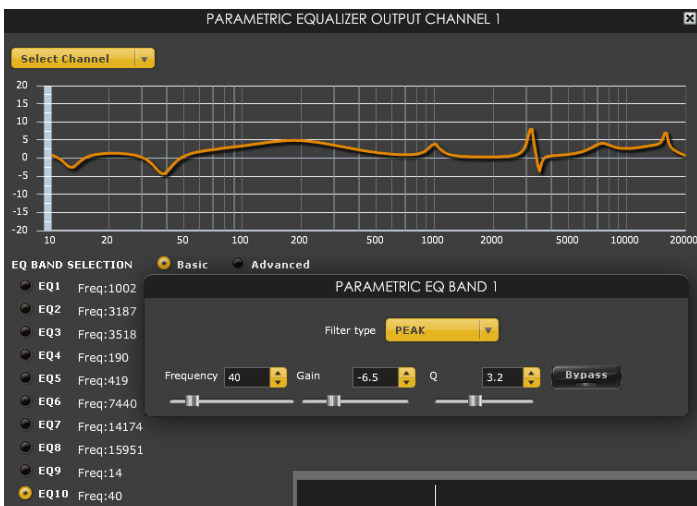 PARAMETRIC EQUALIZER OUTPUT CHANNEL 1
Select Channel
20
15
10
5
0
-5
-10
-15
-20
10 20 50 100 200 500 1000 2000 5000 10000 20000
EQ BAND SELECTION Basic Advanced
EQ1 Freq:1002
EQ2 Freq:3187
EQ3 Freq:3518
EQ4 Freq:190
EQ5 Freq:419
EQ6 Freq:7440
EQ7 Freq:14174
EQ8 Freq:15951
EQ9 Freq:14
EQ10 Freq:40
PARAMETRIC EQ BAND 1
Filter type PEAK
Frequency 40 Gain -6.5 Q 3.2 Bypass